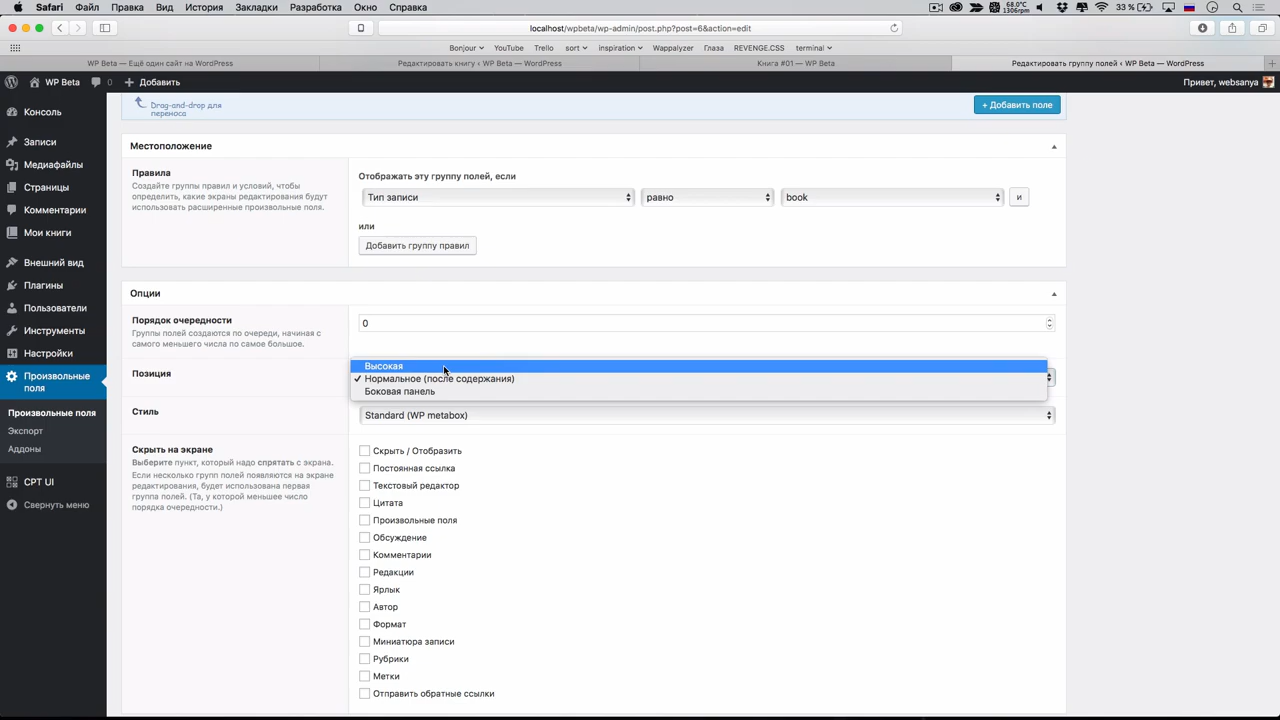 Safari Файл Правка Вид История Закладки Разработка Окно Справка
68.0°C
33 %
localhost/wpbeta/wp-admin/post.php?post=6&action=edit
Bonjour YouTube Trello sort inspiration Wappalyzer Глаза REVENGE.CSS terminal
WP Beta — Ещё один сайт на WordPress
Редактировать книгу ‹ WP Beta — WordPress
Книга #01 — WP Beta
Редактировать группу полей ‹ WP Beta — WordPress
WP Beta 0 + Добавить
Привет, websanya
Консоль
Записи
Медиафайлы
Страницы
Комментарии
Мои книги
Внешний вид
Плагины
Пользователи
Инструменты
Настройки
Произвольные
поля
Произвольные поля
Экспорт
Аддоны
CPT UI
Свернуть меню
Drag-and-drop для
переноса
+ Добавить поле
Местоположение
Правила
Создайте группы правил и условий, чтобы
определить, какие экраны редактирования будут
использовать расширенные произвольные поля.
Отображать эту группу полей, если
Тип записи
равно
book
и
или
Добавить группу правил
Опции
Порядок очередности
Группы полей создаются по очереди, начиная с
самого меньшего числа по самое большое.
0
Позиция
Высокая
✓ Нормальное (после содержания)
Боковая панель
Стиль
Standard (WP metabox)
Скрыть на экране
Выберите пункт, который надо спрятать с экрана.
Если несколько групп полей появляются на экране
редактирования, будет использована первая
группа полей. (Та, у которой меньшее число
порядка очередности.)
Скрыть / Отобразить
Постоянная ссылка
Текстовый редактор
Цитата
Произвольные поля
Обсуждение
Комментарии
Редакции
Ярлык
Автор
Формат
Миниатюра записи
Рубрики
Метки
Отправить обратные ссылки